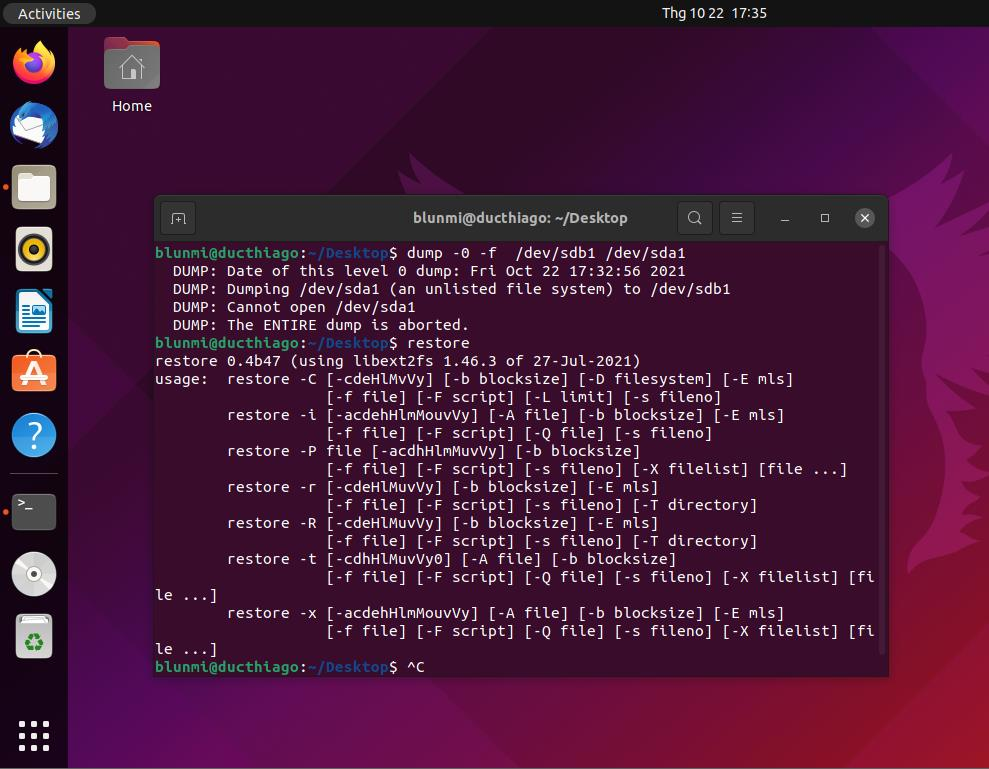 Activities
Thg 10 22 17:35
Home
blunmi@ducthiago: ~/Desktop
blunmi@ducthiago:~/Desktop$ dump -0 -f  /dev/sdb1 /dev/sda1
  DUMP: Date of this level 0 dump: Fri Oct 22 17:32:56 2021
  DUMP: Dumping /dev/sda1 (an unlisted file system) to /dev/sdb1
  DUMP: Cannot open /dev/sda1
  DUMP: The ENTIRE dump is aborted.
blunmi@ducthiago:~/Desktop$ restore
restore 0.4b47 (using libext2fs 1.46.3 of 27-Jul-2021)
usage:  restore -C [-cdeHlMvVy] [-b blocksize] [-D filesystem] [-E mls]
                   [-f file] [-F script] [-L limit] [-s fileno]
        restore -i [-acdehHlmMouvVy] [-A file] [-b blocksize] [-E mls]
                   [-f file] [-F script] [-Q file] [-s fileno]
        restore -P file [-acdhHlmMuvVy] [-b blocksize]
                   [-f file] [-F script] [-s fileno] [-X filelist] [file ...]
        restore -r [-cdeHlMuvVy] [-b blocksize] [-E mls]
                   [-f file] [-F script] [-s fileno] [-T directory]
        restore -R [-cdeHlMuvVy] [-b blocksize] [-E mls]
                   [-f file] [-F script] [-s fileno] [-T directory]
        restore -t [-cdhHlMuvVy0] [-A file] [-b blocksize]
                   [-f file] [-F script] [-Q file] [-s fileno] [-X filelist] [fi
le ...]
        restore -x [-acdehHlmMouvVy] [-A file] [-b blocksize] [-E mls]
                   [-f file] [-F script] [-Q file] [-s fileno] [-X filelist] [fi
le ...]
blunmi@ducthiago:~/Desktop$ ^C